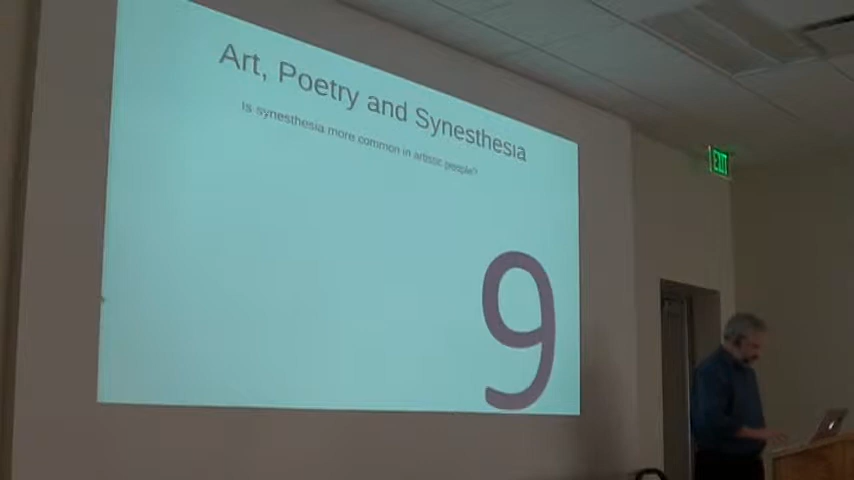 Art, Poetry and Synesthesia
Is synesthesia more common in artistic people?
9
EXIT